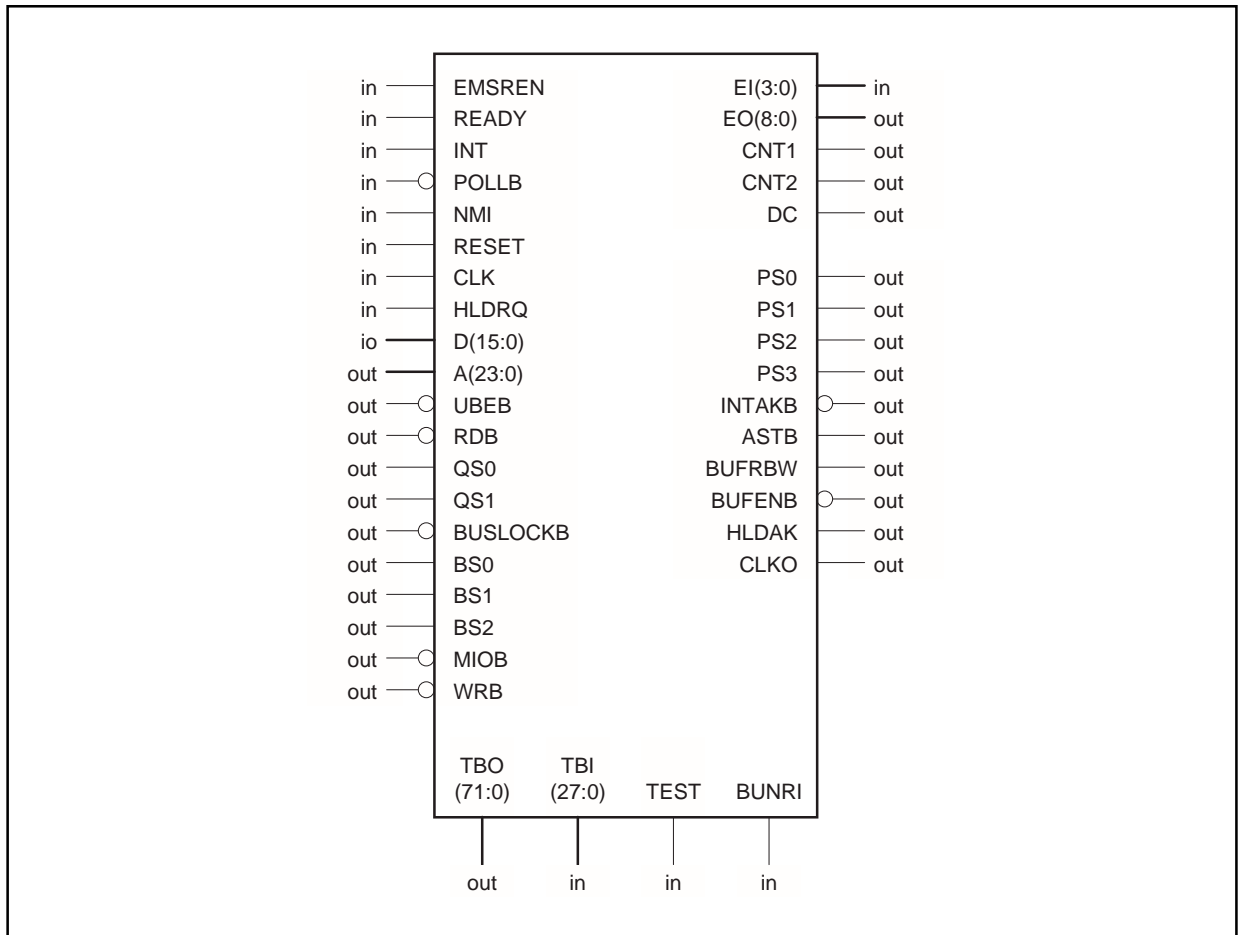 in EMSREN EI(3:0) in
in READY EO(8:0) out
in INT CNT1 out
in POLLB CNT2 out
in NMI DC out
in RESET
in CLK PS0 out
in HLDRQ PS1 out
io D(15:0) PS2 out
out A(23:0) PS3 out
out UBEB INTAKB out
out RDB ASTB out
out QS0 BUFRBW out
out QS1 BUFENB out
out BUSLOCKB HLDAK out
out BS0 CLKO out
out BS1
out BS2
out MIOB
out WRB
TBO TBI
(71:0) (27:0) TEST BUNRI
out in in in